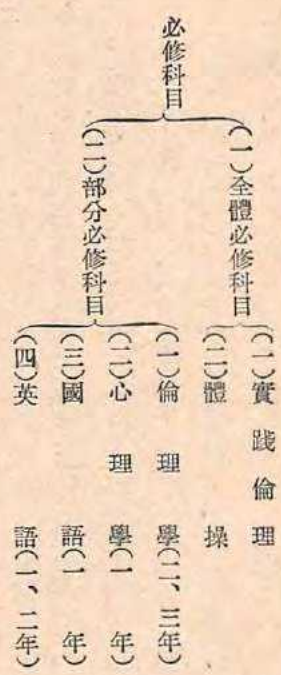 必修科目
(一)全體必修科目
(一)實踐倫理
(二)體操
(二)部分必修科目
(一)倫理學(二、三年)
(二)心理學(一年)
(三)國語(一年)
(四)英語(一、二年)